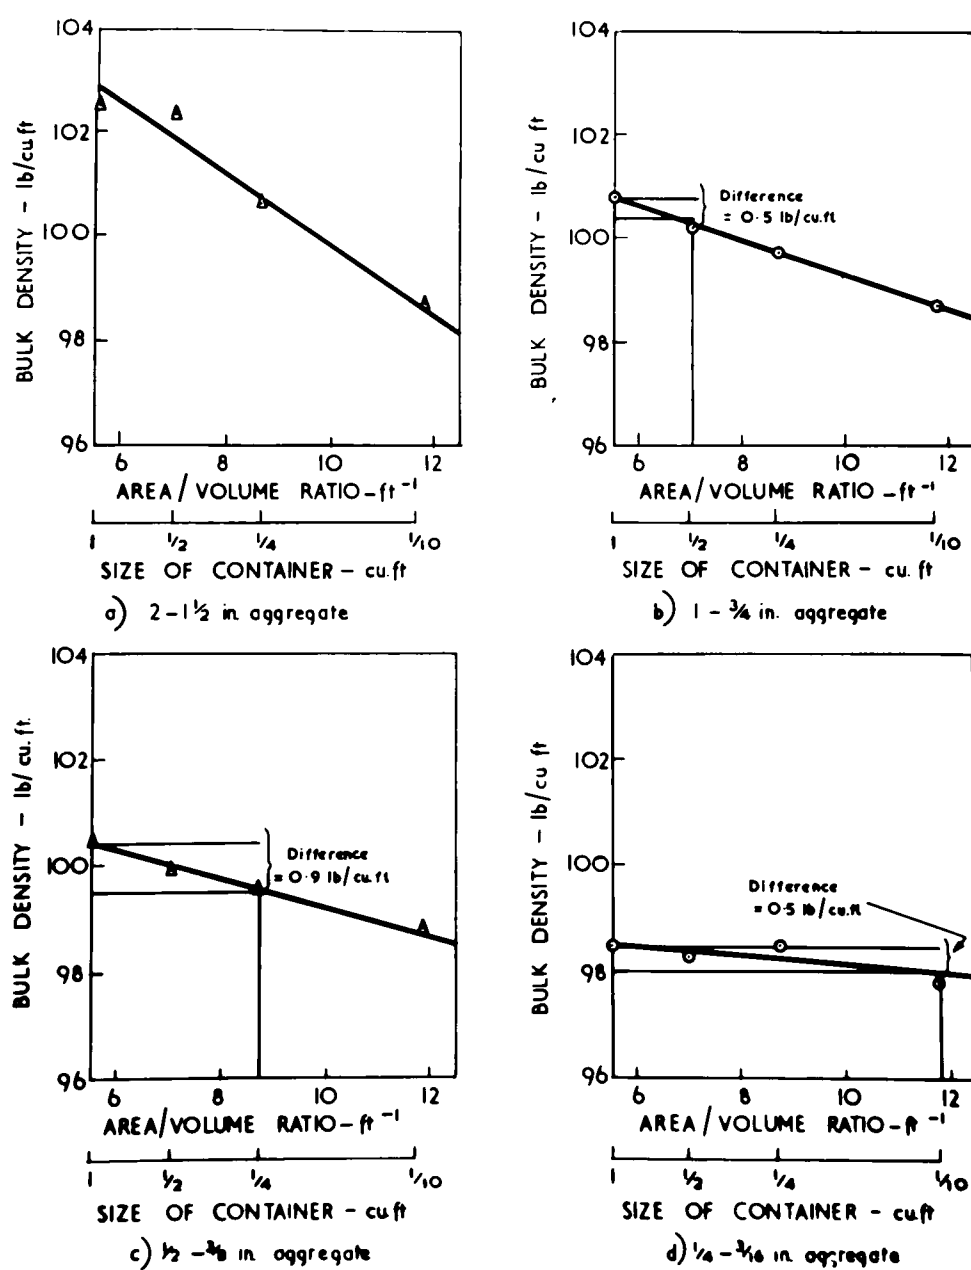 104
102
100
98
96
BULK DENSITY - lb/cu.ft
6 8 10 12
AREA/VOLUME RATIO-ft⁻¹
1 1/2 1/4 1/10
SIZE OF CONTAINER - cu.ft
a) 2-1½ in aggregate
104
102
100
98
96
BULK DENSITY - lb/cu ft
Difference
= 0·5 lb/cu.ft
6 8 10 12
AREA/VOLUME RATIO-ft⁻¹
1 1/2 1/4 1/10
SIZE OF CONTAINER - cu.ft
b) 1 - ¾ in. aggregate
104
102
100
98
96
BULK DENSITY - lb/cu.ft.
Difference
= 0·9 lb/cu.ft
6 8 10 12
AREA/VOLUME RATIO-ft⁻¹
1 1/2 1/4 1/10
SIZE OF CONTAINER - cu.ft
c) ½ - ⅜ in aggregate
104
102
100
98
96
BULK DENSITY - lb/cu ft
Difference
= 0·5 lb/cu.ft
6 8 10 12
AREA/VOLUME RATIO-ft⁻¹
1 1/2 1/4 1/10
SIZE OF CONTAINER - cu.ft
d) ¼ - 3/16 in aggregate